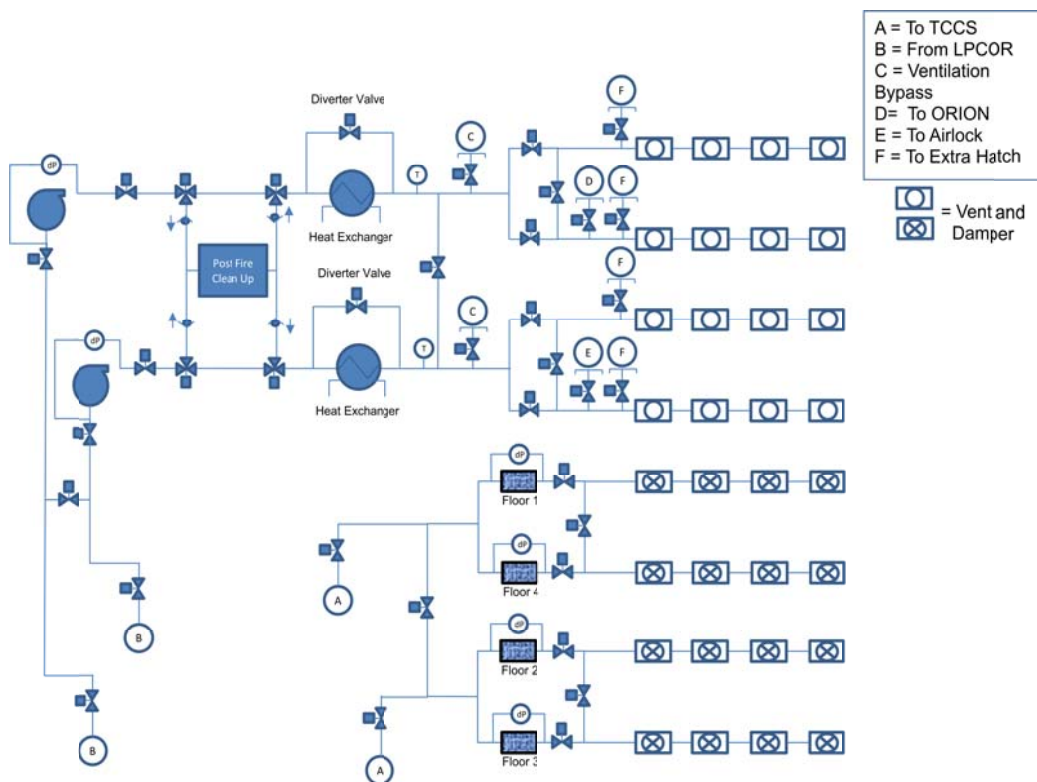 A = To TCCS
B = From LPCOR
C = Ventilation
Bypass
D= To ORION
E = To Airlock
F = To Extra Hatch
= Vent and
Damper
F
Diverter Valve
C
dP
T
D
F
Heat Exchanger
Post Fire
Clean Up
F
Diverter Valve
C
dP
T
E
F
Heat Exchanger
dP
Floor 1
dP
A
Floor 4
B
dP
Floor 2
dP
B
Floor 3
A